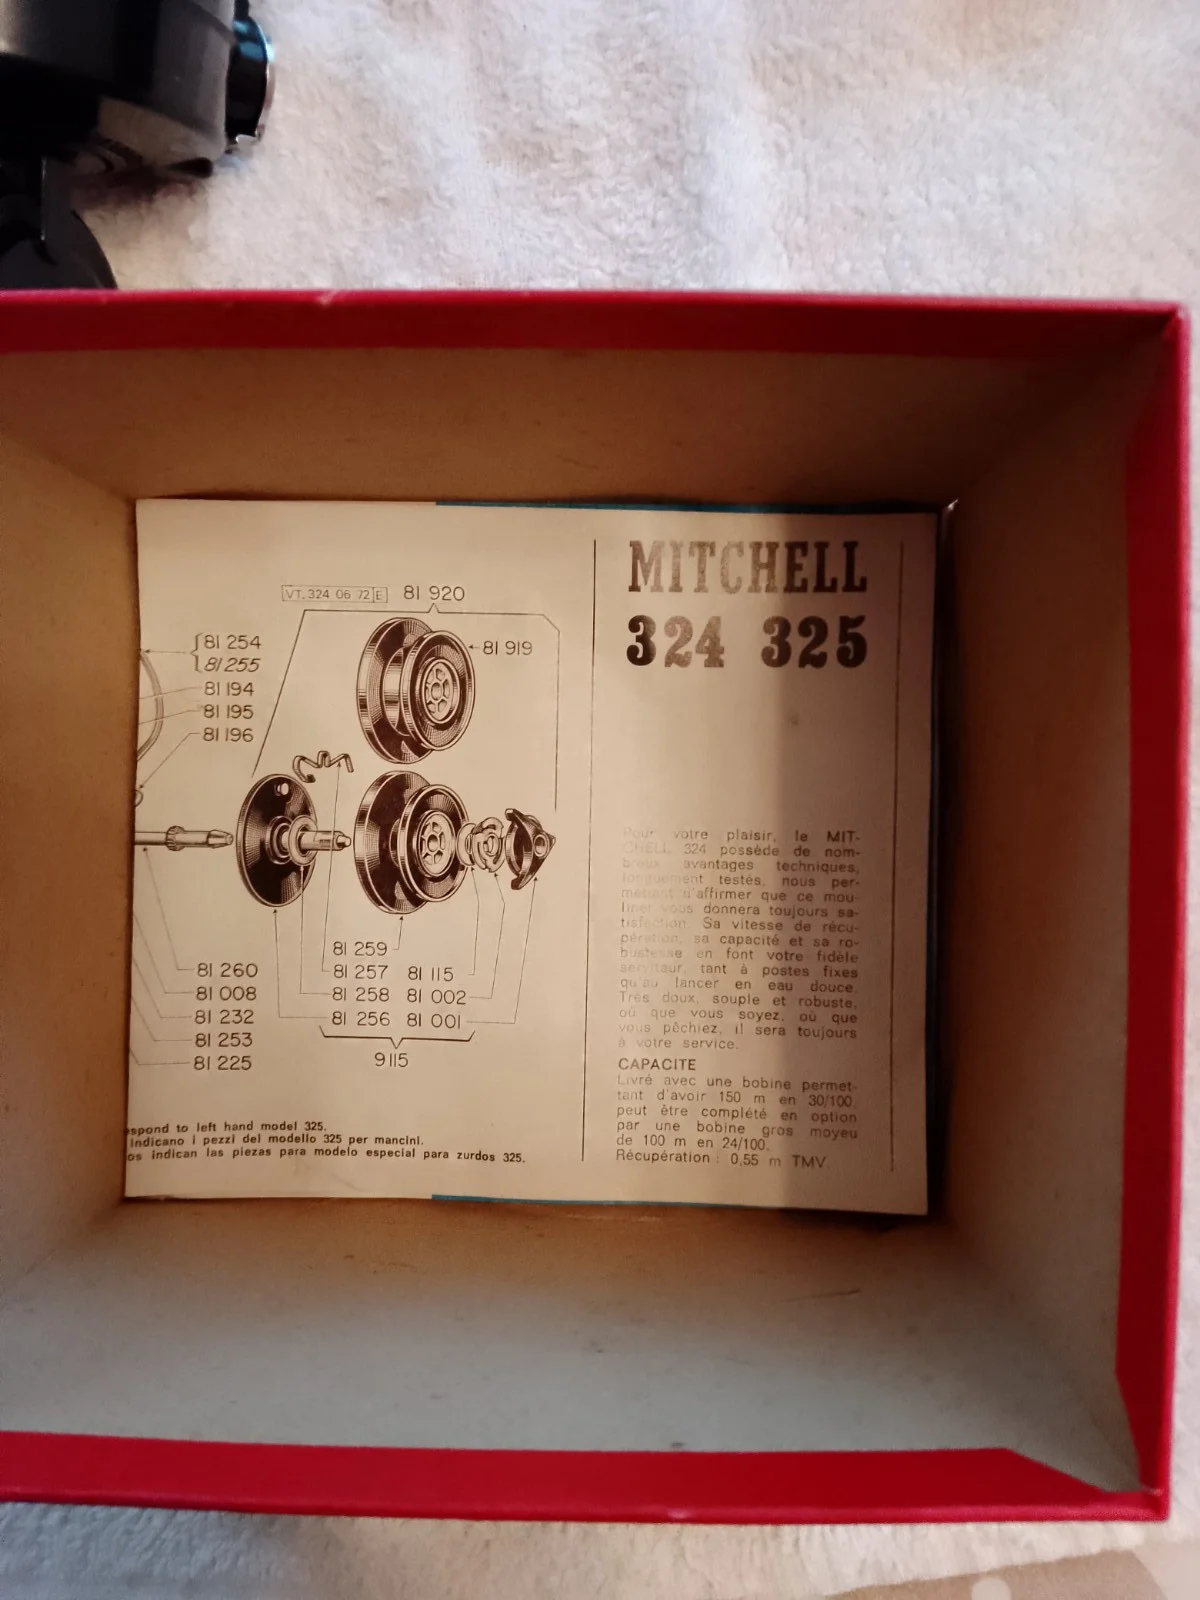 VT. 324 06 72 E
81 920
81 254
81 255
81 194
81 195
81 196
81 919
81 260
81 008
81 232
81 253
81 225
81 259
81 257 81 115
81 258 81 002
81 256 81 001
9115
spond to left hand model 325.
indicano i pezzi del modello 325 per mancini.
os indican las piezas para modelo especial para zurdos 325.
MITCHELL
324 325
Pour votre plaisir, le MIT-
CHELL 324 possède de nom-
breux avantages techniques,
longuement testés, nous per-
mettant d'affirmer que ce mou-
linet vous donnera toujours sa-
tisfaction. Sa vitesse de récu-
pération, sa capacité et sa ro-
bustesse en font votre fidèle
serviteur, tant à postes fixes
qu'au lancer en eau douce.
Très doux, souple et robuste,
où que vous soyez, où que
vous pêchiez, il sera toujours
à votre service.
CAPACITE
Livré avec une bobine permet-
tant d'avoir 150 m en 30/100,
peut être complété en option
par une bobine gros moyeu
de 100 m en 24/100.
Récupération : 0,55 m TMV.